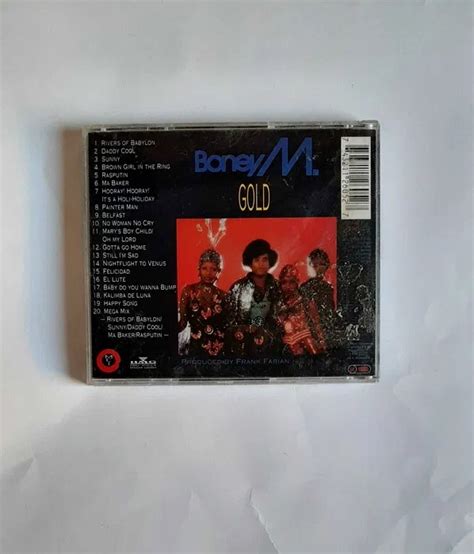 1 RIVERS OF BABYLON
2 DADDY COOL
3 SUNNY
4 BROWN GIRL IN THE RING
5 RASPUTIN
6 MA BAKER
7 HOORAY! HOORAY!
IT'S A HOLI-HOLIDAY
8 PAINTER MAN
9 BELFAST
10 NO WOMAN NO CRY
11 MARY'S BOY CHILD/
OH MY LORD
12 GOTTA GO HOME
13 STILL I'M SAD
14 NIGHTFLIGHT TO VENUS
15 FELICIDAD
16 EL LUTE
17 BABY DO YOU WANNA BUMP
18 KALIMBA DE LUNA
19 HAPPY SONG
20 MEGA MIX
– RIVERS OF BABYLON/
SUNNY/DADDY COOL/
MA BAKER/RASPUTIN –
Boney M.
GOLD
BMG
PRODUCED BY FRANK FARIAN